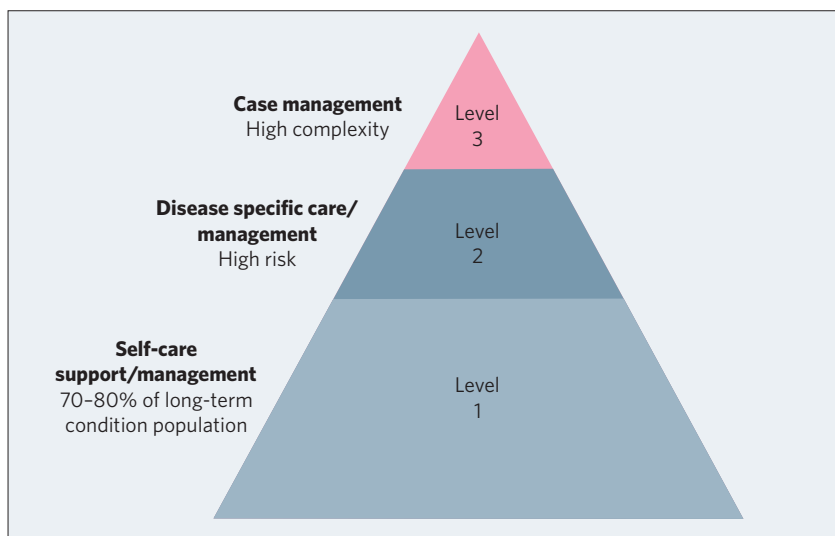 Case management
High complexity
Level
3
Disease specific care/
management
High risk
Level
2
Self-care
support/management
70–80% of long-term
condition population
Level
1